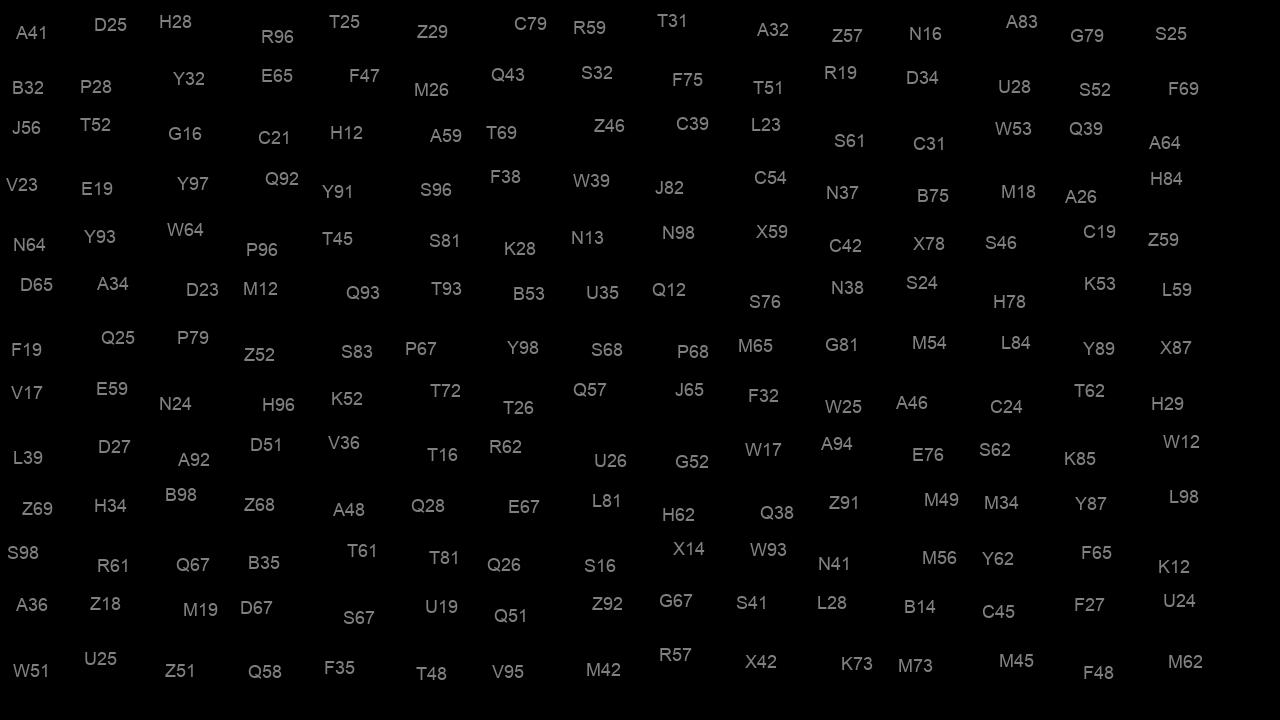 A41 D25 H28 R96 T25 Z29 C79 R59 T31 A32 Z57 N16 A83 G79 S25
B32 P28 Y32 E65 F47 M26 Q43 S32 F75 T51 R19 D34 U28 S52 F69
J56 T52 G16 C21 H12 A59 T69 Z46 C39 L23 S61 C31 W53 Q39 A64
V23 E19 Y97 Q92 Y91 S96 F38 W39 J82 C54 N37 B75 M18 A26 H84
N64 Y93 W64 P96 T45 S81 K28 N13 N98 X59 C42 X78 S46 C19 Z59
D65 A34 D23 M12 Q93 T93 B53 U35 Q12 S76 N38 S24 H78 K53 L59
F19 Q25 P79 Z52 S83 P67 Y98 S68 P68 M65 G81 M54 L84 Y89 X87
V17 E59 N24 H96 K52 T72 T26 Q57 J65 F32 W25 A46 C24 T62 H29
L39 D27 A92 D51 V36 T16 R62 U26 G52 W17 A94 E76 S62 K85 W12
Z69 H34 B98 Z68 A48 Q28 E67 L81 H62 Q38 Z91 M49 M34 Y87 L98
S98 R61 Q67 B35 T61 T81 Q26 S16 X14 W93 N41 M56 Y62 F65 K12
A36 Z18 M19 D67 S67 U19 Q51 Z92 G67 S41 L28 B14 C45 F27 U24
W51 U25 Z51 Q58 F35 T48 V95 M42 R57 X42 K73 M73 M45 F48 M62